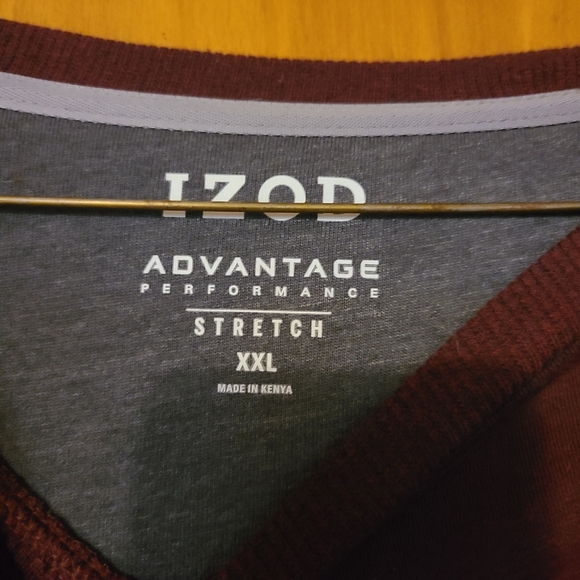 IZOD
ADVANTAGE
PERFORMANCE
STRETCH
XXL
MADE IN KENYA